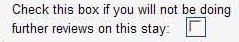 Check this box if you will not be doing
further reviews on this stay: